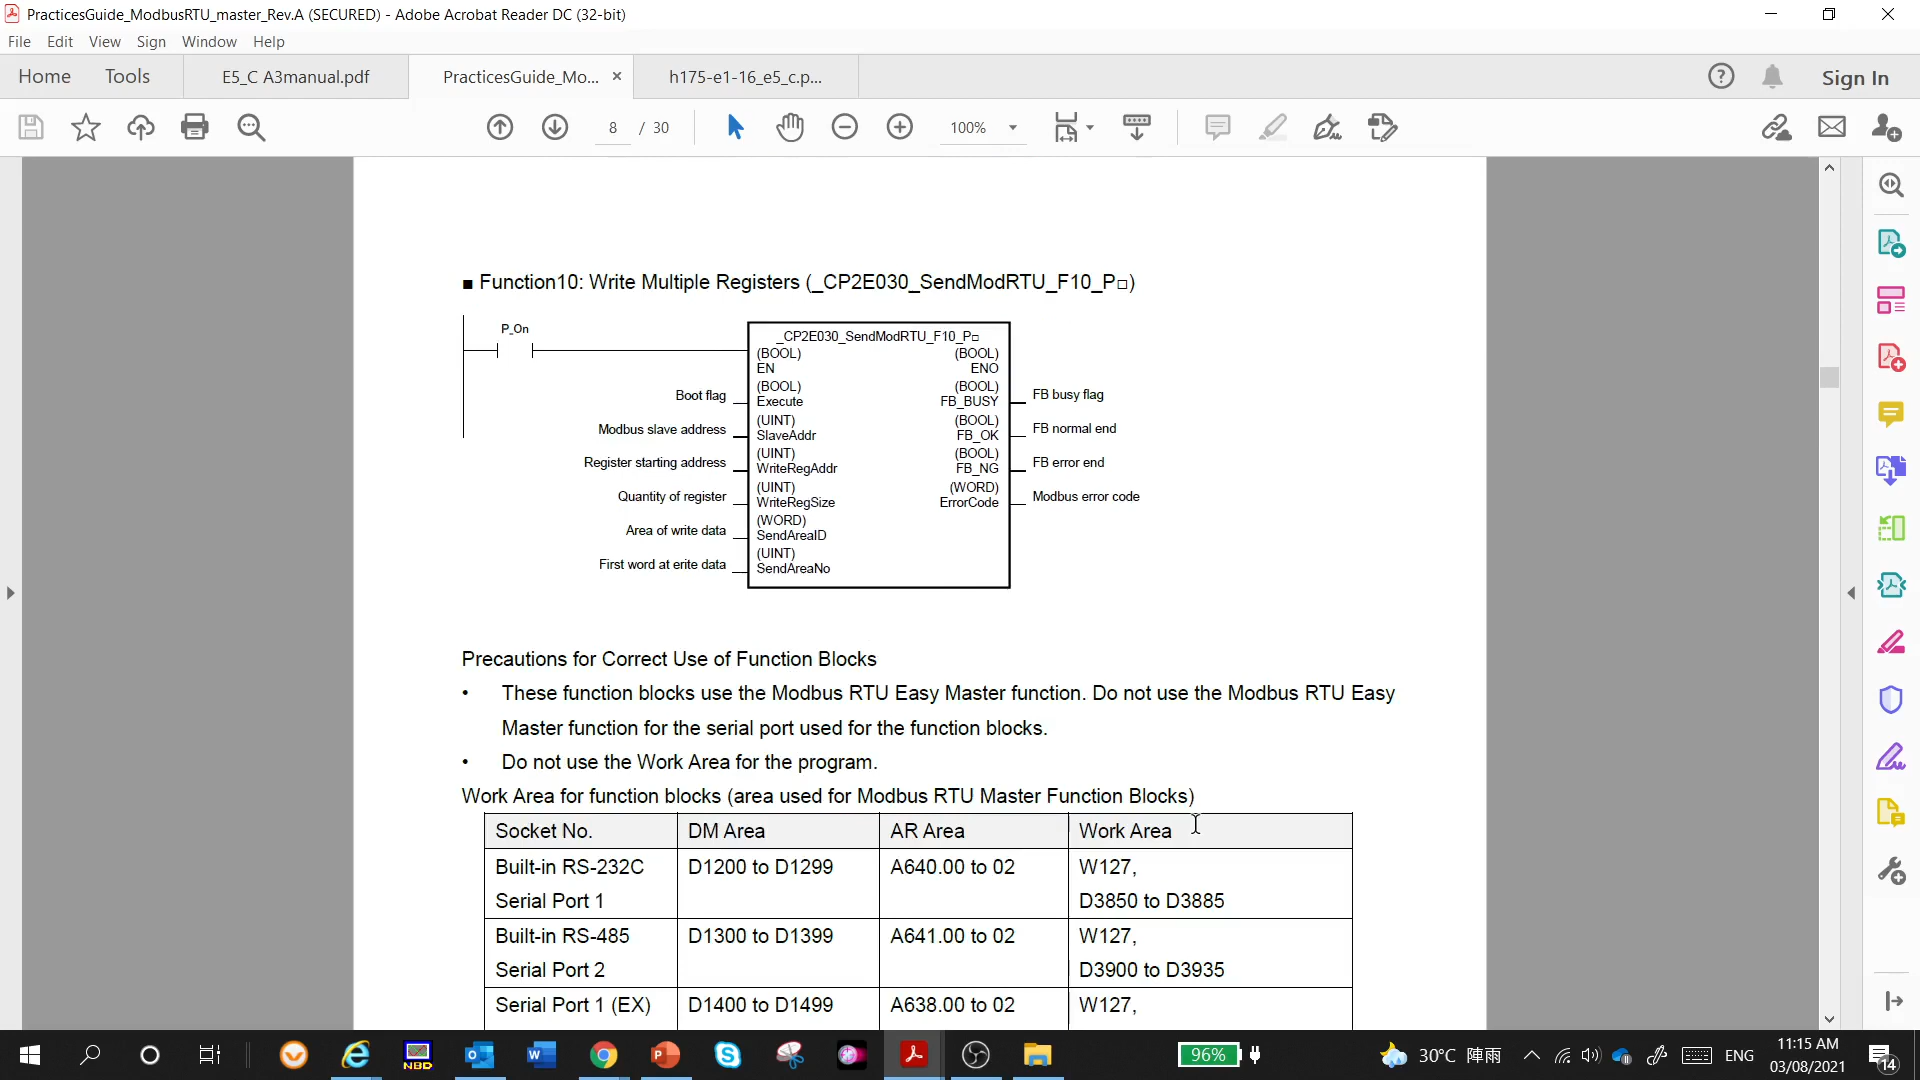 PracticesGuide_ModbusRTU_master_Rev.A (SECURED) - Adobe Acrobat Reader DC (32-bit)
File Edit View Sign Window Help
Home Tools E5_C A3manual.pdf PracticesGuide_Mo... × h175-e1-16_e5_c.p... Sign In
8 / 30 100%
■ Function10: Write Multiple Registers (_CP2E030_SendModRTU_F10_P□)
P_On
_CP2E030_SendModRTU_F10_P□
(BOOL) (BOOL)
EN ENO
(BOOL) (BOOL)
Boot flag Execute FB_BUSY FB busy flag
(UINT) (BOOL)
Modbus slave address SlaveAddr FB_OK FB normal end
(UINT) (BOOL)
Register starting address WriteRegAddr FB_NG FB error end
(UINT) (WORD)
Quantity of register WriteRegSize ErrorCode Modbus error code
(WORD)
Area of write data SendAreaID
(UINT)
First word at erite data SendAreaNo
Precautions for Correct Use of Function Blocks
• These function blocks use the Modbus RTU Easy Master function. Do not use the Modbus RTU Easy
Master function for the serial port used for the function blocks.
• Do not use the Work Area for the program.
Work Area for function blocks (area used for Modbus RTU Master Function Blocks)
Socket No. DM Area AR Area Work Area
Built-in RS-232C D1200 to D1299 A640.00 to 02 W127,
Serial Port 1 D3850 to D3885
Built-in RS-485 D1300 to D1399 A641.00 to 02 W127,
Serial Port 2 D3900 to D3935
Serial Port 1 (EX) D1400 to D1499 A638.00 to 02 W127,
NBD 96% 30°C 陣雨 ENG 11:15 AM
03/08/2021 14